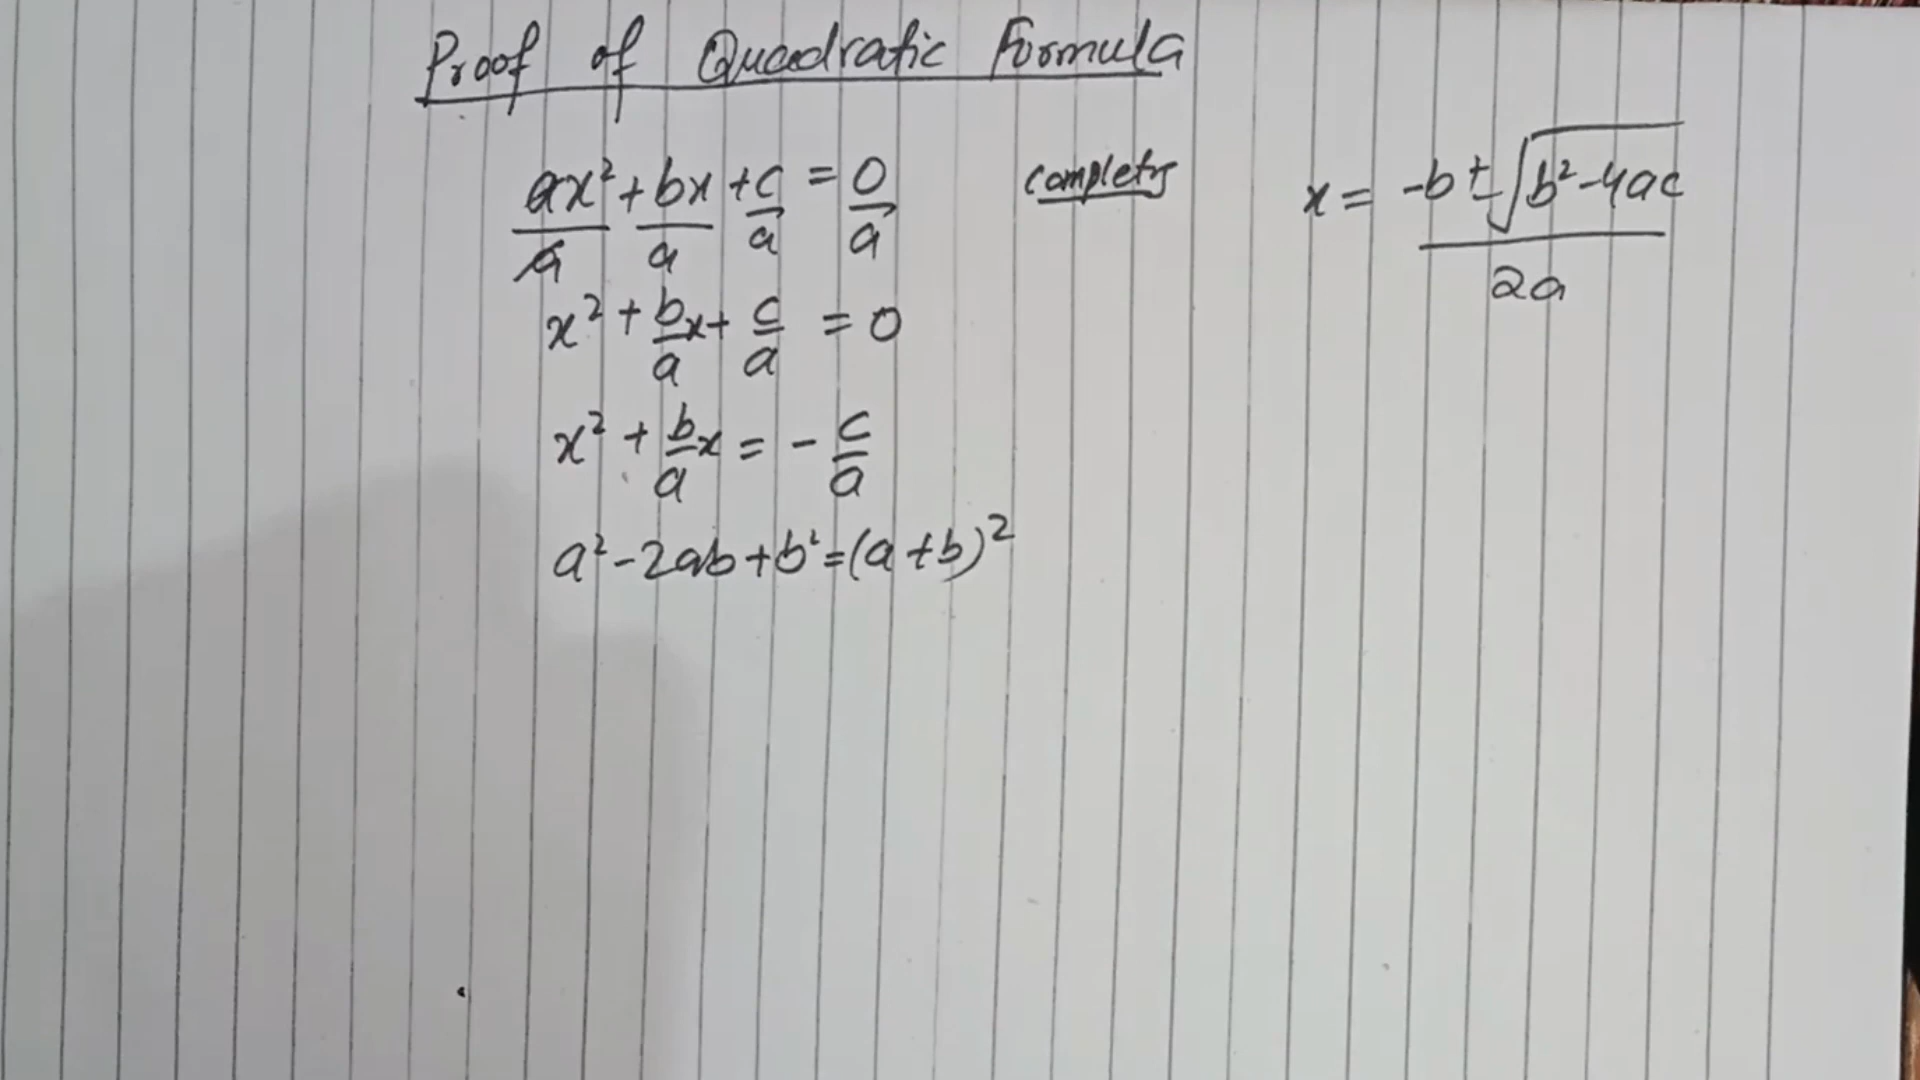 Proof of Quadratic Formula
ax²/a + bx/a + c/a = 0/a
completing
x = -b ± √(b²-4ac) / 2a
x² + b/a x + c/a = 0
x² + b/a x = - c/a
a² - 2ab + b² = (a + b)²